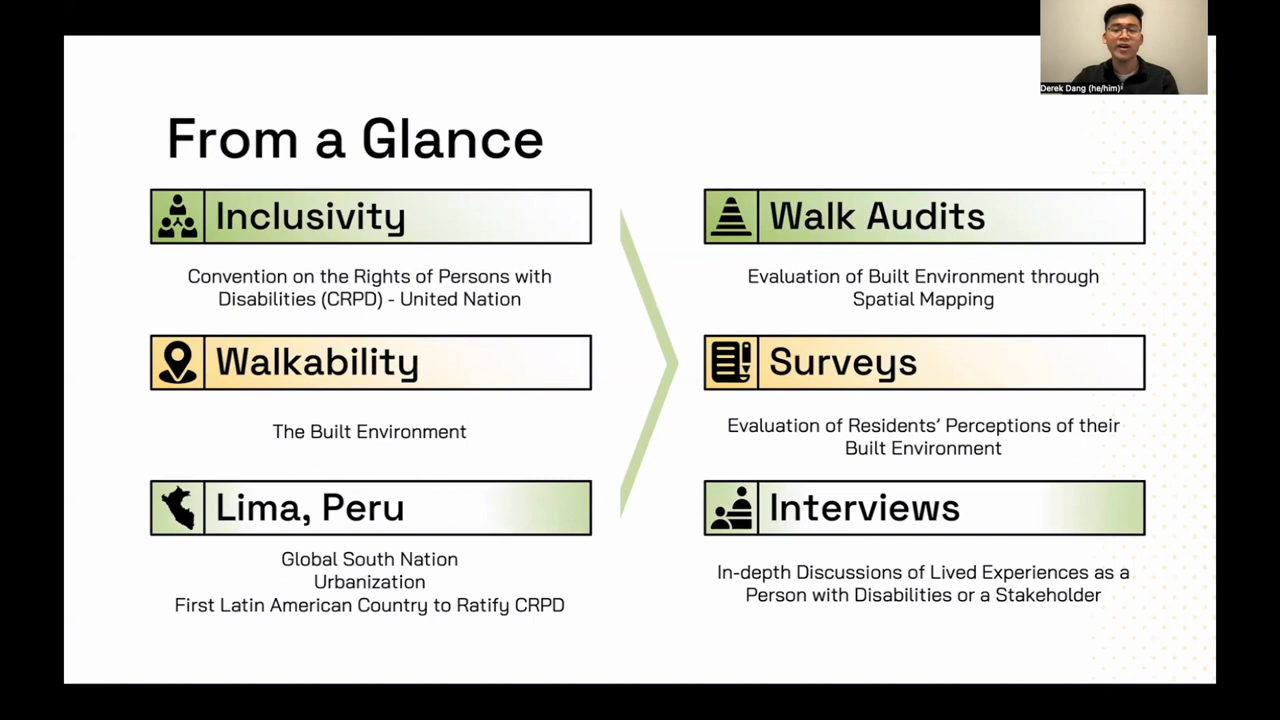 Derek Dang (he/him)
From a Glance
Inclusivity
Convention on the Rights of Persons with
Disabilities (CRPD) - United Nation
Walkability
The Built Environment
Lima, Peru
Global South Nation
Urbanization
First Latin American Country to Ratify CRPD
Walk Audits
Evaluation of Built Environment through
Spatial Mapping
Surveys
Evaluation of Residents’ Perceptions of their
Built Environment
Interviews
In-depth Discussions of Lived Experiences as a
Person with Disabilities or a Stakeholder